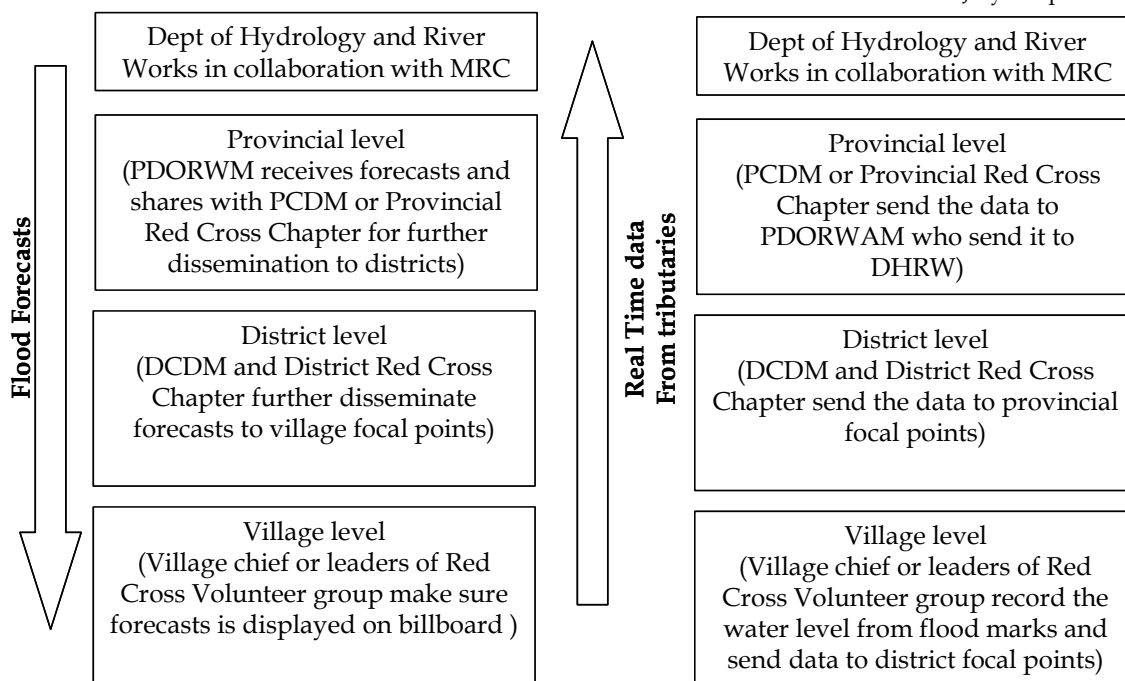 Flood Forecasts
Dept of Hydrology and River
Works in collaboration with MRC
Provincial level
(PDORWM receives forecasts and
shares with PCDM or Provincial
Red Cross Chapter for further
dissemination to districts)
District level
(DCDM and District Red Cross
Chapter further disseminate
forecasts to village focal points)
Village level
(Village chief or leaders of Red
Cross Volunteer group make sure
forecasts is displayed on billboard )
Real Time data
From tributaries
Dept of Hydrology and River
Works in collaboration with MRC
Provincial level
(PCDM or Provincial Red Cross
Chapter send the data to
PDORWAM who send it to
DHRW)
District level
(DCDM and District Red Cross
Chapter send the data to provincial
focal points)
Village level
(Village chief or leaders of Red
Cross Volunteer group record the
water level from flood marks and
send data to district focal points)